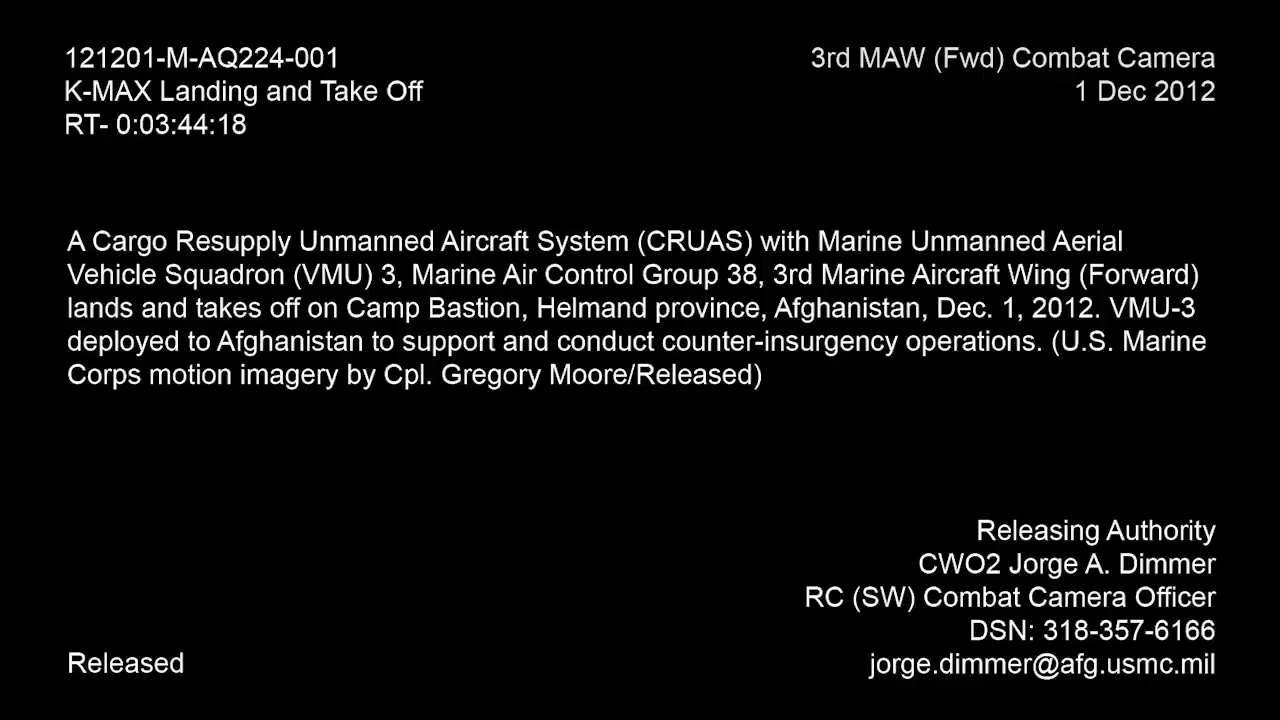 121201-M-AQ224-001
K-MAX Landing and Take Off
RT- 0:03:44:18
3rd MAW (Fwd) Combat Camera
1 Dec 2012
A Cargo Resupply Unmanned Aircraft System (CRUAS) with Marine Unmanned Aerial
Vehicle Squadron (VMU) 3, Marine Air Control Group 38, 3rd Marine Aircraft Wing (Forward)
lands and takes off on Camp Bastion, Helmand province, Afghanistan, Dec. 1, 2012. VMU-3
deployed to Afghanistan to support and conduct counter-insurgency operations. (U.S. Marine
Corps motion imagery by Cpl. Gregory Moore/Released)
Releasing Authority
CWO2 Jorge A. Dimmer
RC (SW) Combat Camera Officer
DSN: 318-357-6166
jorge.dimmer@afg.usmc.mil
Released